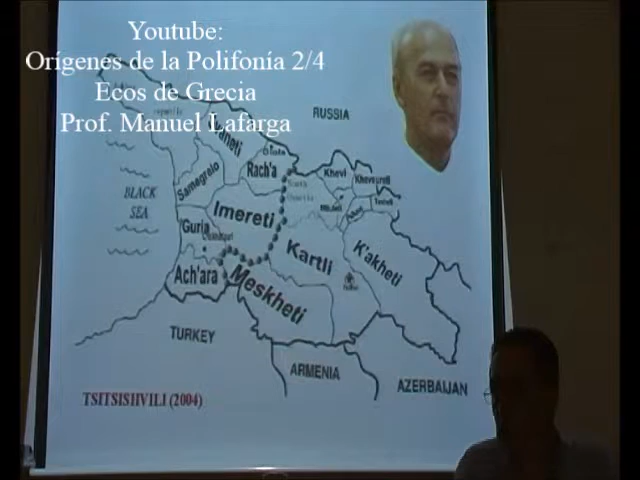 Youtube:
Orígenes de la Polifonía 2/4
Ecos de Grecia
Prof. Manuel Lafarga
RUSSIA
Rach'a
Khevi
Khevsureti
Samegrelo
BLACK
SEA
Imereti
Guria
Kartli
K'akheti
Ach'ara
Meskheti
TURKEY
ARMENIA
AZERBAIJAN
TSITSISHVILI (2004)